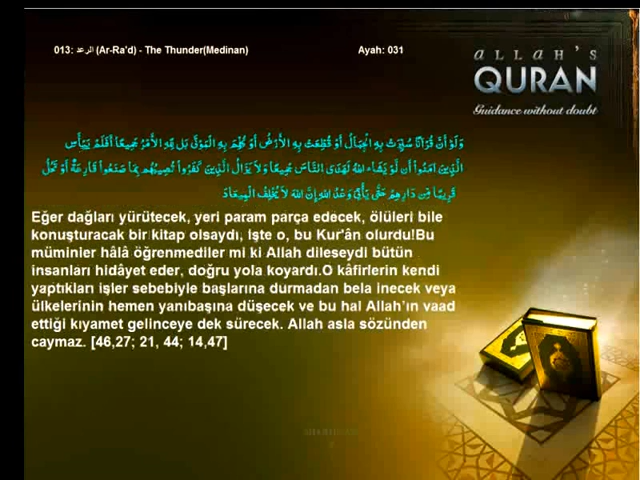 013: الرعد (Ar-Ra'd) - The Thunder(Medinan) Ayah: 031
ALLAH'S
QURAN
Guidance without doubt
وَلَوْ أَنَّ قُرْآنًا سُيِّرَتْ بِهِ الْجِبَالُ أَوْ قُطِّعَتْ بِهِ الْأَرْضُ أَوْ كُلِّمَ بِهِ الْمَوْتَىٰ بَل لِّلَّهِ الْأَمْرُ جَمِيعًا أَفَلَمْ يَيْأَسِ
الَّذِينَ آمَنُوا أَن لَّوْ يَشَاءُ اللَّهُ لَهَدَى النَّاسَ جَمِيعًا وَلَا يَزَالُ الَّذِينَ كَفَرُوا تُصِيبُهُم بِمَا صَنَعُوا قَارِعَةٌ أَوْ تَحُلُّ
قَرِيبًا مِّن دَارِهِمْ حَتَّىٰ يَأْتِيَ وَعْدُ اللَّهِ إِنَّ اللَّهَ لَا يُخْلِفُ الْمِيعَادَ
Eğer dağları yürütecek, yeri param parça edecek, ölüleri bile
konuşturacak bir kitap olsaydı, işte o, bu Kur'ân olurdu!Bu
müminler hâlâ öğrenmediler mi ki Allah dileseydi bütün
insanları hidâyet eder, doğru yola koyardı.O kâfirlerin kendi
yaptıkları işler sebebiyle başlarına durmadan bela inecek veya
ülkelerinin hemen yanıbaşına düşecek ve bu hal Allah'ın vaad
ettiği kıyamet gelinceye dek sürecek. Allah asla sözünden
caymaz. [46,27; 21, 44; 14,47]